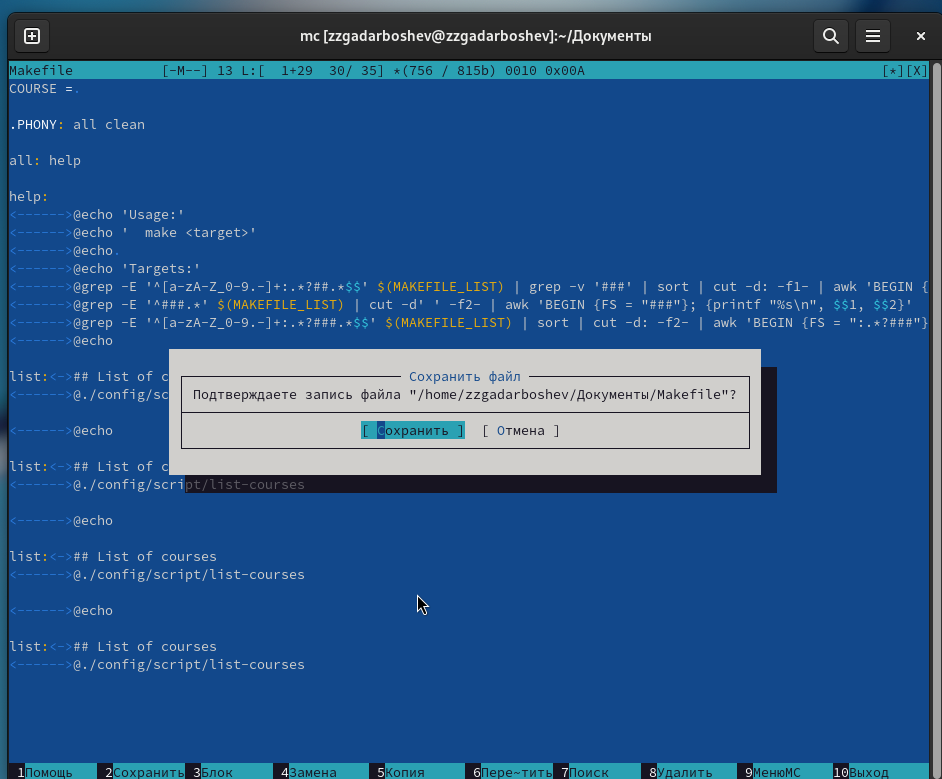 mc [zzgadarboshev@zzgadarboshev]:~/Документы
Makefile [-M--] 13 L:[ 1+29 30/ 35] *(756 / 815b) 0010 0x00A [*][X]
COURSE =.
.PHONY: all clean
all: help
help:
<------>@echo 'Usage:'
<------>@echo '  make <target>'
<------>@echo.
<------>@echo 'Targets:'
<------>@grep -E '^[a-zA-Z_0-9.-]+:.*?##.*$$' $(MAKEFILE_LIST) | grep -v '###' | sort | cut -d: -f1- | awk 'BEGIN {
<------>@grep -E '^###.*' $(MAKEFILE_LIST) | cut -d' ' -f2- | awk 'BEGIN {FS = "###"}; {printf "%s\n", $$1, $$2}'
<------>@grep -E '^[a-zA-Z_0-9.-]+:.*?###.*$$' $(MAKEFILE_LIST) | sort | cut -d: -f2- | awk 'BEGIN {FS = ":.*?###"}
<------>@echo
list:<->## List of c
<------>@./config/sc
<------>@echo
list:<->## List of c
<------>@./config/script/list-courses
Сохранить файл
Подтверждаете запись файла "/home/zzgadarboshev/Документы/Makefile"?
[ Сохранить ] [ Отмена ]
<------>@echo
list:<->## List of courses
<------>@./config/script/list-courses
<------>@echo
list:<->## List of courses
<------>@./config/script/list-courses
1Помощь 2Сохранить 3Блок 4Замена 5Копия 6Пере~тить 7Поиск 8Удалить 9МенюMC 10Выход